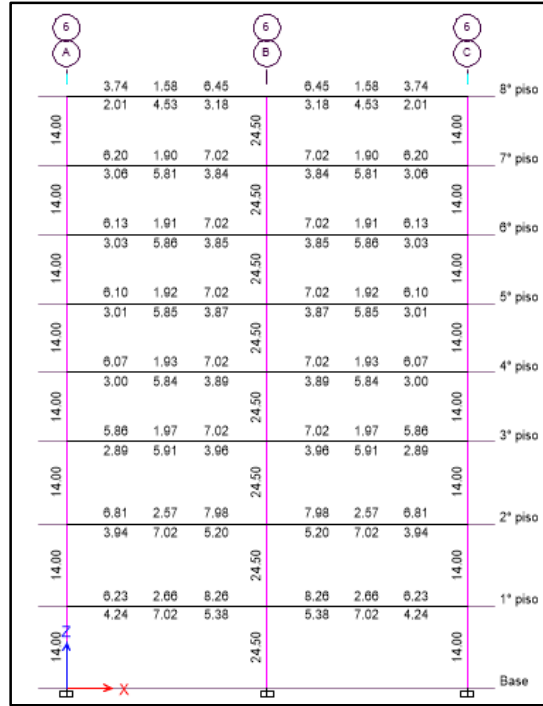 6 6 6
A B C
3.74 1.58 6.45 6.45 1.58 3.74 8° piso
2.01 4.53 3.18 3.18 4.53 2.01
14.00 24.50 14.00
6.20 1.90 7.02 7.02 1.90 6.20 7° piso
3.06 5.81 3.84 3.84 5.81 3.06
14.00 24.50 14.00
6.13 1.91 7.02 7.02 1.91 6.13 6° piso
3.03 5.86 3.85 3.85 5.86 3.03
14.00 24.50 14.00
6.10 1.92 7.02 7.02 1.92 6.10 5° piso
3.01 5.85 3.87 3.87 5.85 3.01
14.00 24.50 14.00
6.07 1.93 7.02 7.02 1.93 6.07 4° piso
3.00 5.84 3.89 3.89 5.84 3.00
14.00 24.50 14.00
5.86 1.97 7.02 7.02 1.97 5.86 3° piso
2.89 5.91 3.96 3.96 5.91 2.89
14.00 24.50 14.00
6.81 2.57 7.98 7.98 2.57 6.81 2° piso
3.94 7.02 5.20 5.20 7.02 3.94
14.00 24.50 14.00
6.23 2.66 8.26 8.26 2.66 6.23 1° piso
4.24 7.02 5.38 5.38 7.02 4.24
Z
14.00 24.50 14.00
X Base